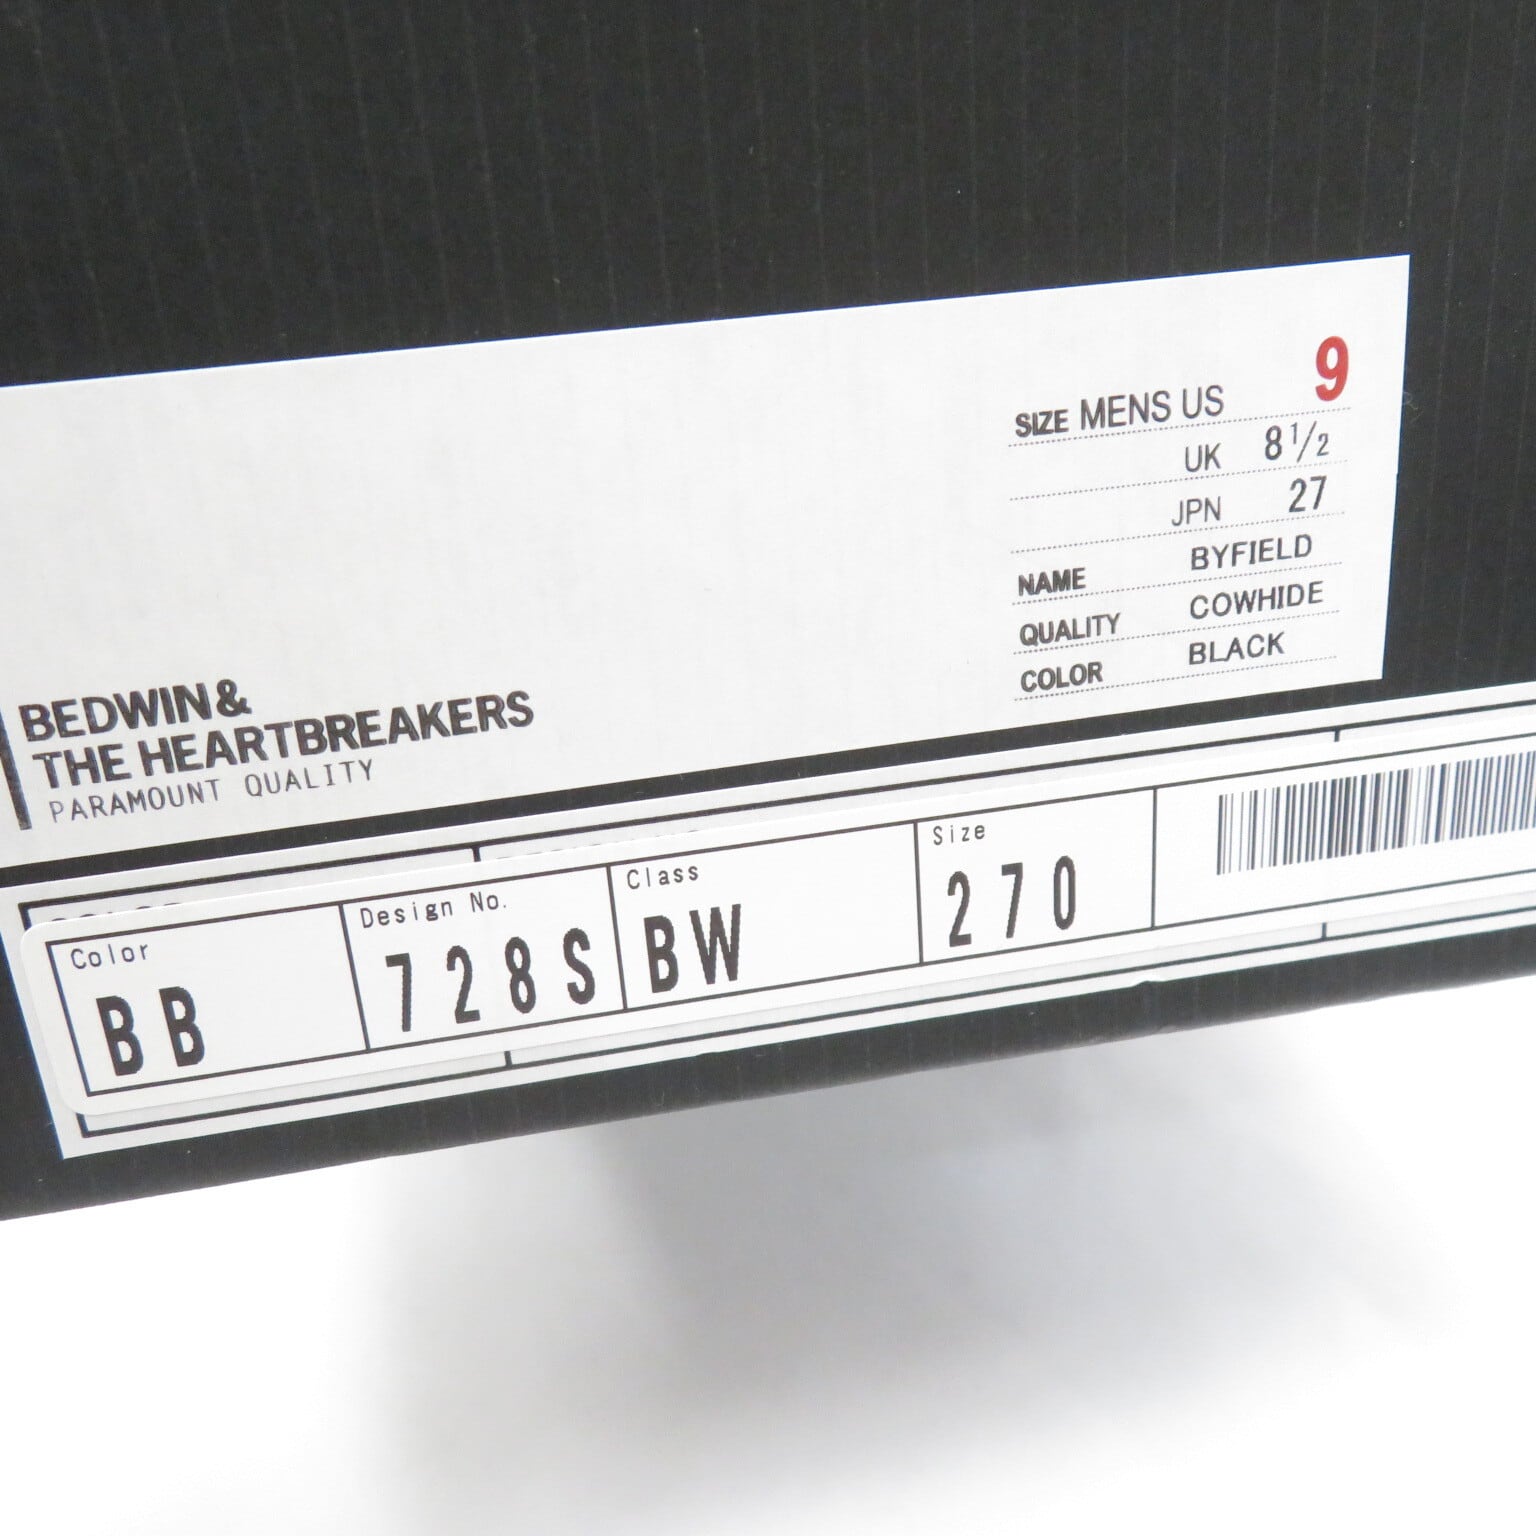 SIZE MENS US 9
UK 8 1/2
JPN 27
NAME BYFIELD
QUALITY COWHIDE
COLOR BLACK
BEDWIN &
THE HEARTBREAKERS
PARAMOUNT QUALITY
Color Design No. Class Size
BB 728S BW 270